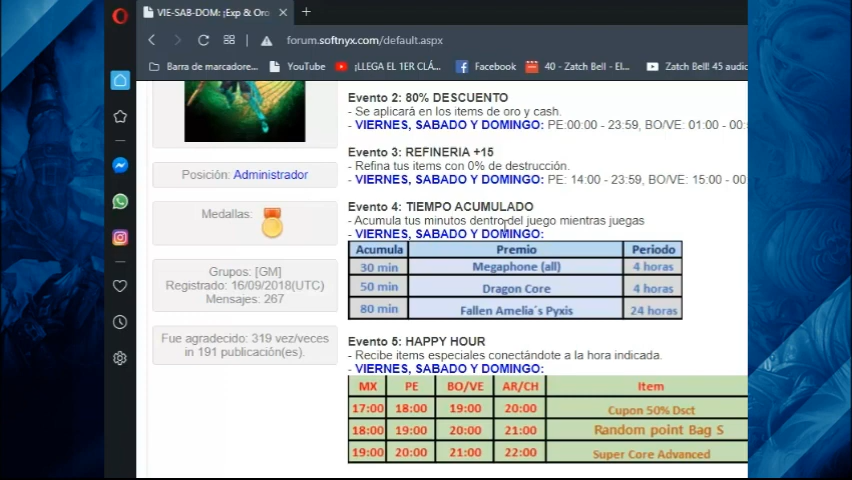 VIE-SAB-DOM: ¡Exp & Oro
forum.softnyx.com/default.aspx
Barra de marcadore... YouTube ¡LLEGA EL 1ER CLÁ... Facebook 40 - Zatch Bell - El... Zatch Bell! 45 audio
Posición: Administrador
Medallas:
Grupos: [GM]
Registrado: 16/09/2018(UTC)
Mensajes: 267
Fue agradecido: 319 vez/veces
in 191 publicación(es).
Evento 2: 80% DESCUENTO
- Se aplicará en los items de oro y cash.
- VIERNES, SABADO Y DOMINGO: PE:00:00 - 23:59, BO/VE: 01:00 - 00:
Evento 3: REFINERIA +15
- Refina tus items con 0% de destrucción.
- VIERNES, SABADO Y DOMINGO: PE: 14:00 - 23:59, BO/VE: 15:00 - 00
Evento 4: TIEMPO ACUMULADO
- Acumula tus minutos dentro del juego mientras juegas
- VIERNES, SABADO Y DOMINGO:
Acumula Premio Periodo
30 min Megaphone (all) 4 horas
50 min Dragon Core 4 horas
80 min Fallen Amelia´s Pyxis 24 horas
Evento 5: HAPPY HOUR
- Recibe items especiales conectándote a la hora indicada.
- VIERNES, SABADO Y DOMINGO:
MX PE BO/VE AR/CH Item
17:00 18:00 19:00 20:00 Cupon 50% Dsct
18:00 19:00 20:00 21:00 Random point Bag S
19:00 20:00 21:00 22:00 Super Core Advanced